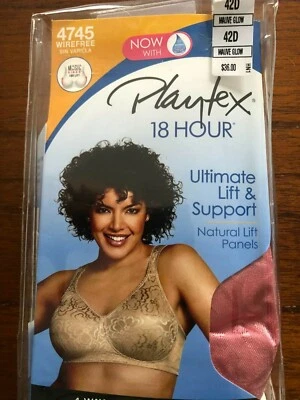 4745
WIREFREE
NOW
WITH
42D
MAUVE GLOW
42D
MAUVE GLOW
$36.00
Playtex
18 HOUR®
Ultimate
Lift &
Support
Natural Lift
Panels